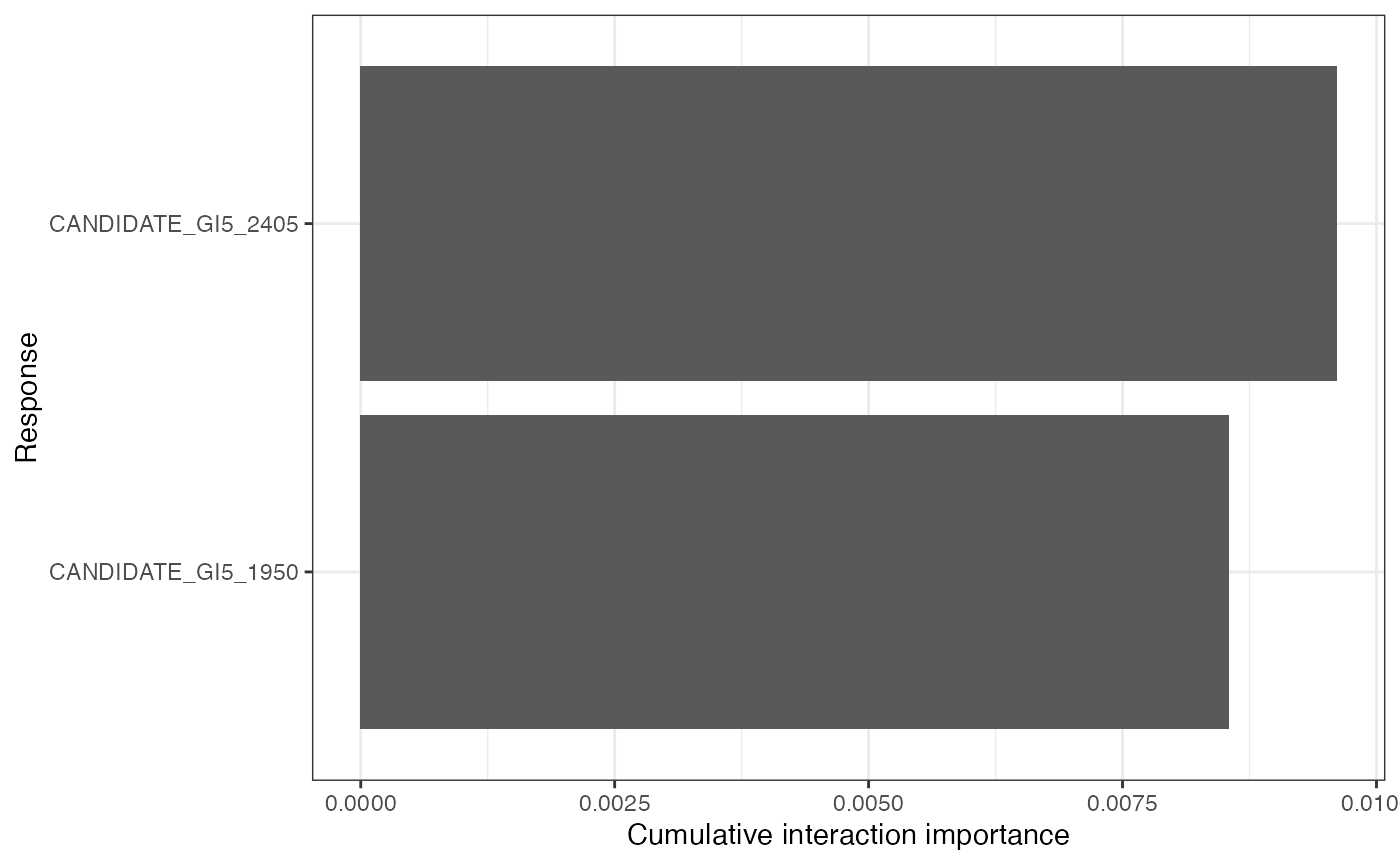 CANDIDATE_GI5_2405
CANDIDATE_GI5_1950
Response
0.0000 0.0025 0.0050 0.0075 0.010
Cumulative interaction importance